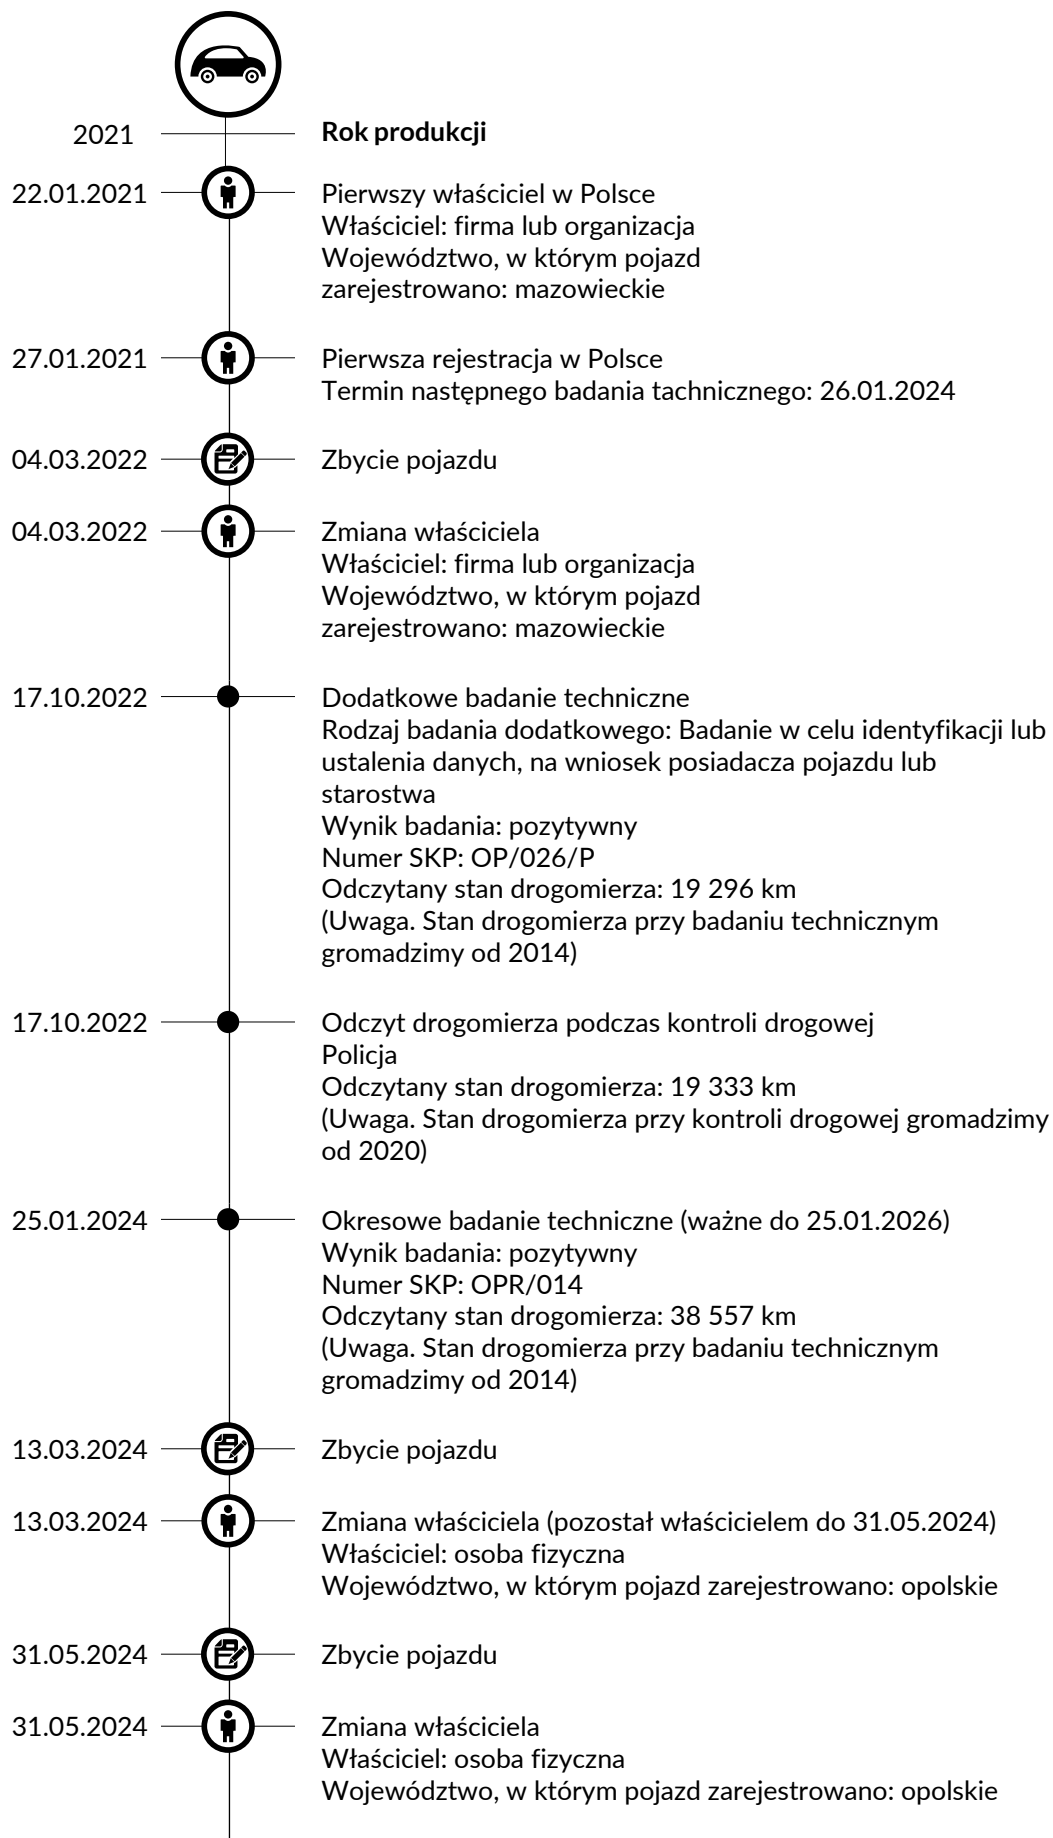 2021
Rok produkcji
22.01.2021
Pierwszy właściciel w Polsce
Właściciel: firma lub organizacja
Województwo, w którym pojazd
zarejestrowano: mazowieckie
27.01.2021
Pierwsza rejestracja w Polsce
Termin następnego badania tachnicznego: 26.01.2024
04.03.2022
Zbycie pojazdu
04.03.2022
Zmiana właściciela
Właściciel: firma lub organizacja
Województwo, w którym pojazd
zarejestrowano: mazowieckie
17.10.2022
Dodatkowe badanie techniczne
Rodzaj badania dodatkowego: Badanie w celu identyfikacji lub
ustalenia danych, na wniosek posiadacza pojazdu lub
starostwa
Wynik badania: pozytywny
Numer SKP: OP/026/P
Odczytany stan drogomierza: 19 296 km
(Uwaga. Stan drogomierza przy badaniu technicznym
gromadzimy od 2014)
17.10.2022
Odczyt drogomierza podczas kontroli drogowej
Policja
Odczytany stan drogomierza: 19 333 km
(Uwaga. Stan drogomierza przy kontroli drogowej gromadzimy
od 2020)
25.01.2024
Okresowe badanie techniczne (ważne do 25.01.2026)
Wynik badania: pozytywny
Numer SKP: OPR/014
Odczytany stan drogomierza: 38 557 km
(Uwaga. Stan drogomierza przy badaniu technicznym
gromadzimy od 2014)
13.03.2024
Zbycie pojazdu
13.03.2024
Zmiana właściciela (pozostał właścicielem do 31.05.2024)
Właściciel: osoba fizyczna
Województwo, w którym pojazd zarejestrowano: opolskie
31.05.2024
Zbycie pojazdu
31.05.2024
Zmiana właściciela
Właściciel: osoba fizyczna
Województwo, w którym pojazd zarejestrowano: opolskie